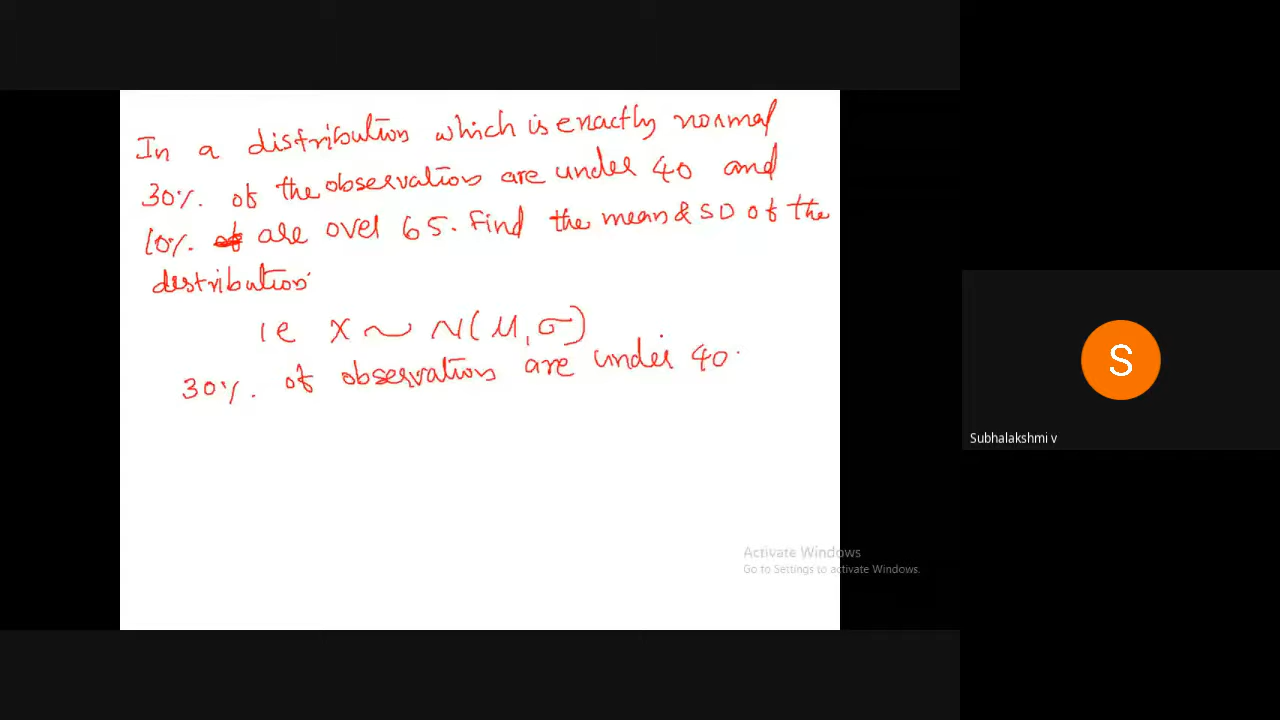 In a distribution which is exactly normal
30%. of the observations are under 40 and
10%. of are over 65. Find the mean & SD of the
distribution
ie X ~ N(μ, σ)
30%. of observations are under 40.
S
Subhalakshmi v
Activate Windows
Go to Settings to activate Windows.